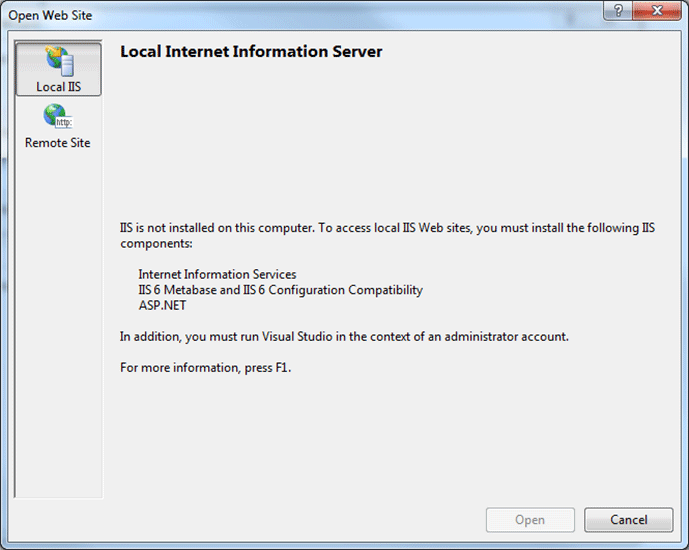 Open Web Site
Local IIS
http:
Remote Site
Local Internet Information Server
IIS is not installed on this computer. To access local IIS Web sites, you must install the following IIS
components:
Internet Information Services
IIS 6 Metabase and IIS 6 Configuration Compatibility
ASP.NET
In addition, you must run Visual Studio in the context of an administrator account.
For more information, press F1.
Open
Cancel